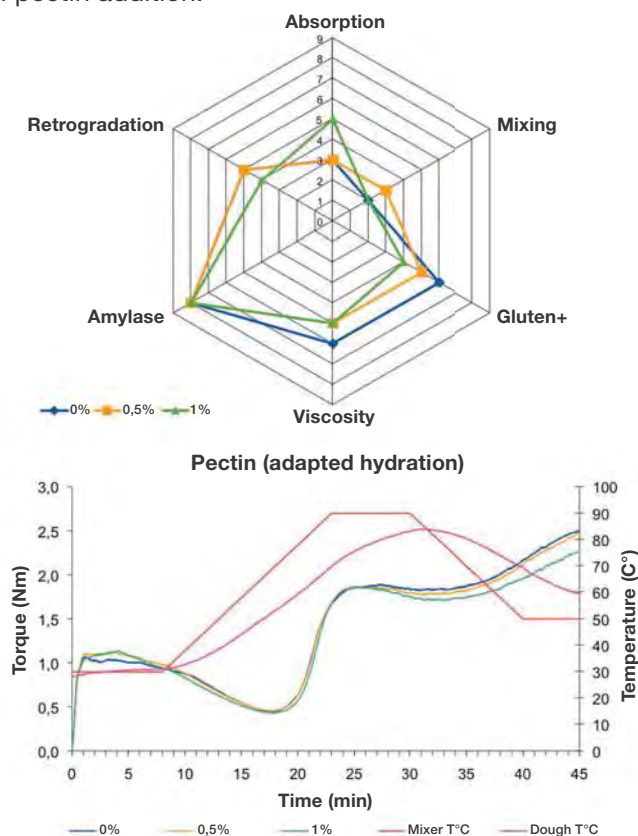 pectin addition.
Absorption
9
8
7
6
5
4
3
2
1
0
Retrogradation
Mixing
Amylase
Gluten+
Viscosity
0% 0,5% 1%
Pectin (adapted hydration)
3,0 100
90
2,5
80
70
2,0
60
1,5 50
40
1,0
30
20
0,5
10
0,0 0
Torque (Nm)
Temperature (C°)
0 5 10 15 20 25 30 35 40 45
Time (min)
0% 0,5% 1% Mixer T°C Dough T°C